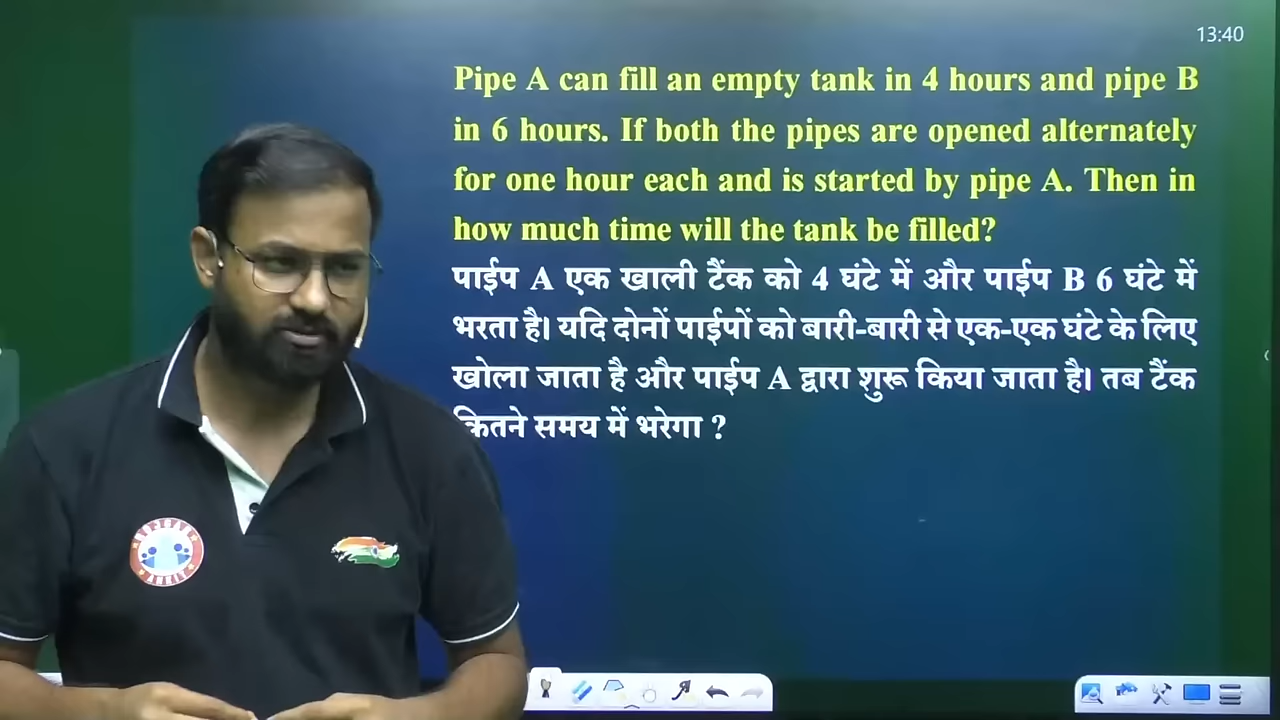 13:40
Pipe A can fill an empty tank in 4 hours and pipe B
in 6 hours. If both the pipes are opened alternately
for one hour each and is started by pipe A. Then in
how much time will the tank be filled?
पाईप A एक खाली टैंक को 4 घंटे में और पाईप B 6 घंटे में
भरता है। यदि दोनों पाईपों को बारी-बारी से एक-एक घंटे के लिए
खोला जाता है और पाईप A द्वारा शुरू किया जाता है। तब टैंक
कितने समय में भरेगा ?
ANKIT